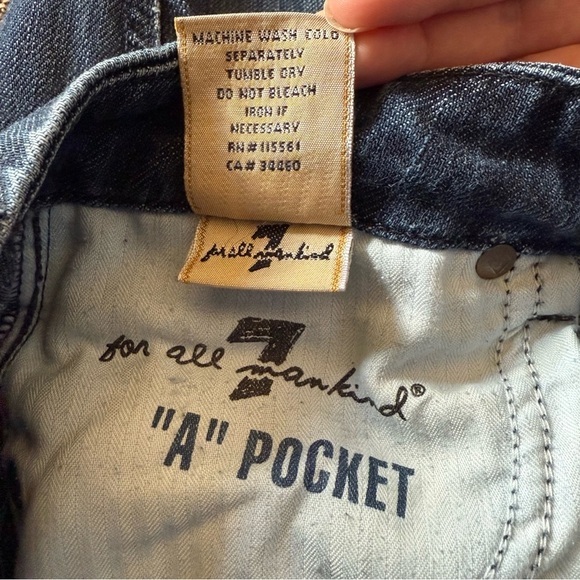 MACHINE WASH COLD
SEPARATELY
TUMBLE DRY
DO NOT BLEACH
IRON IF
NECESSARY
RN#115561
CA# 30060
7
for all mankind
7
for all mankind®
"A" POCKET